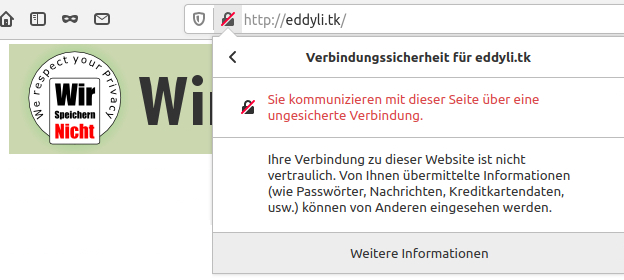 http://eddyli.tk/
Verbindungssicherheit für eddyli.tk
We respect your Privacy
Wir
Speichern
Nicht
Sie kommunizieren mit dieser Seite über eine
ungesicherte Verbindung.
Ihre Verbindung zu dieser Website ist nicht
vertraulich. Von Ihnen übermittelte Informationen
(wie Passwörter, Nachrichten, Kreditkartendaten,
usw.) können von Anderen eingesehen werden.
Weitere Informationen